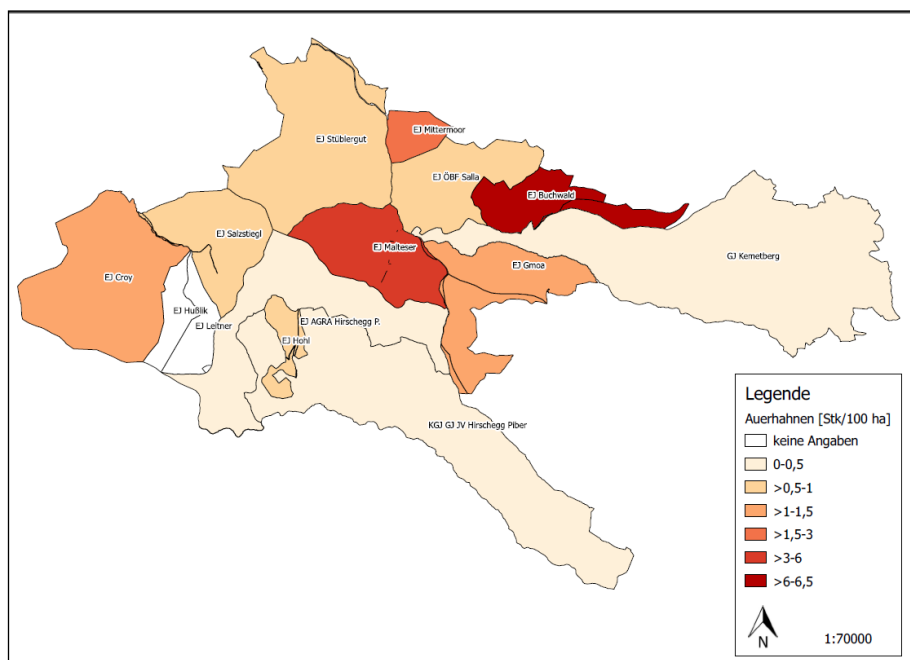 EJ Mittermoor
EJ Stüblergut
EJ ÖBF Salla
EJ Buchwald
EJ Salzstiegl
EJ Malteser
GJ Kemetberg
EJ Gmoa
EJ Croy
EJ Hußlik
EJ Leitner
EJ AGRA Hirschegg P.
EJ Hohl
KGJ GJ JV Hirschegg Piber
Legende
Auerhahnen [Stk/100 ha]
keine Angaben
0-0,5
>0,5-1
>1-1,5
>1,5-3
>3-6
>6-6,5
N
1:70000